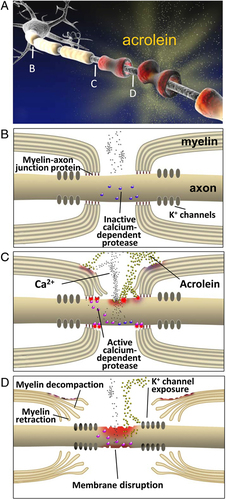 A
acrolein
B
C
D
B
myelin
Myelin-axon
junction protein
axon
Inactive
calcium-
dependent
protease
K⁺ channels
C
Ca²⁺
Acrolein
Active
calcium-
dependent
protease
D
Myelin decompaction
K⁺ channel
exposure
Myelin
retraction
Membrane disruption